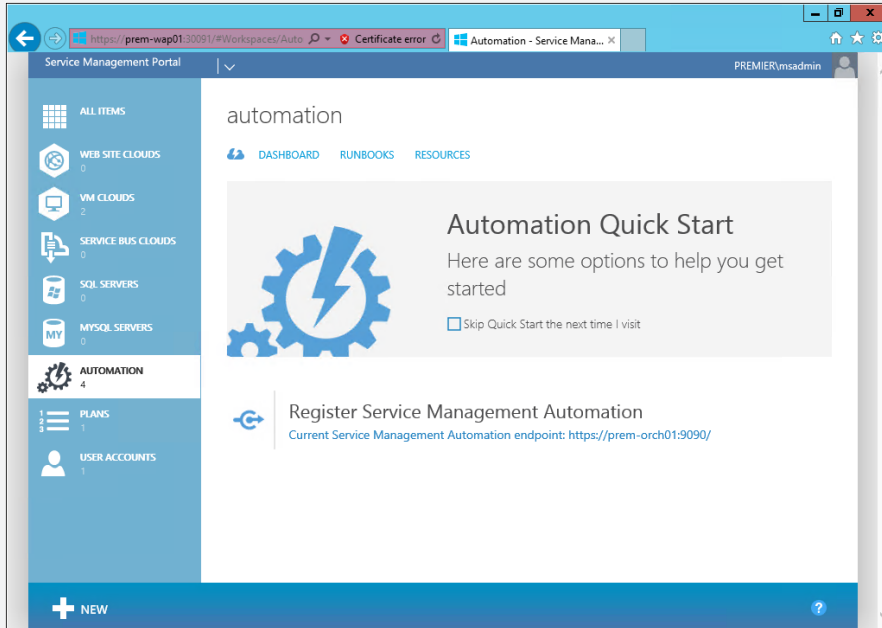 https://prem-wap01:30091/#Workspaces/Auto
Certificate error
Automation - Service Mana...
Service Management Portal
PREMIER\msadmin
ALL ITEMS
WEB SITE CLOUDS
0
VM CLOUDS
2
SERVICE BUS CLOUDS
0
SQL SERVERS
0
MY
MYSQL SERVERS
0
AUTOMATION
4
1
2
3
PLANS
1
USER ACCOUNTS
1
automation
DASHBOARD RUNBOOKS RESOURCES
Automation Quick Start
Here are some options to help you get
started
Skip Quick Start the next time I visit
Register Service Management Automation
Current Service Management Automation endpoint: https://prem-orch01:9090/
NEW
?